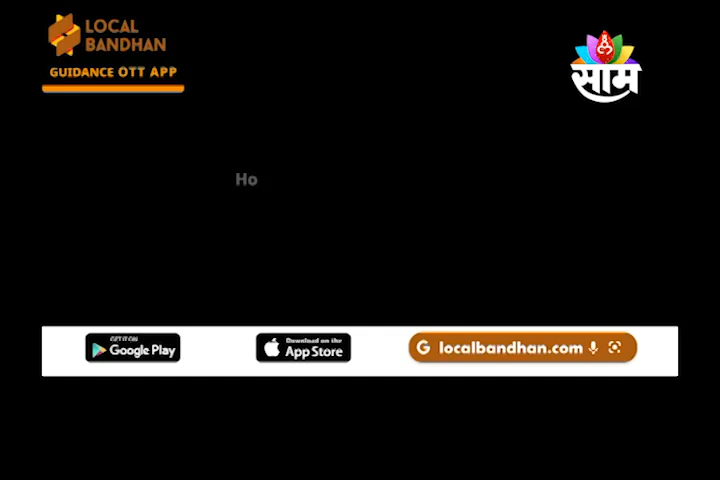 LOCAL
BANDHAN
GUIDANCE OTT APP
साम
Ho
GET IT ON
Google Play
Download on the
App Store
G localbandhan.com